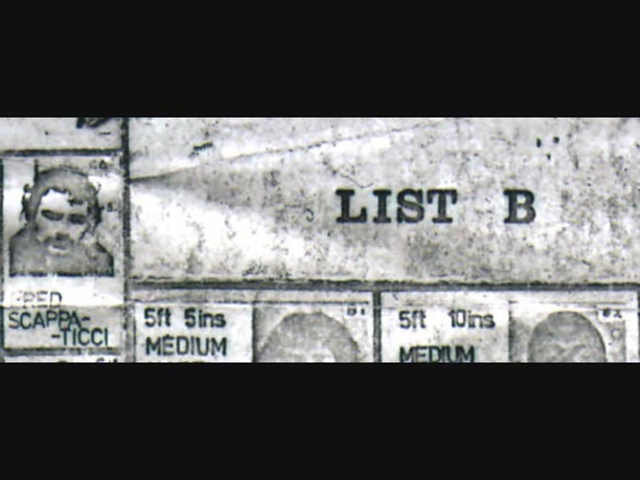 LIST B
FRED
SCAPPA-
-TICCI
5ft 5ins
MEDIUM
5ft 10ins
MEDIUM